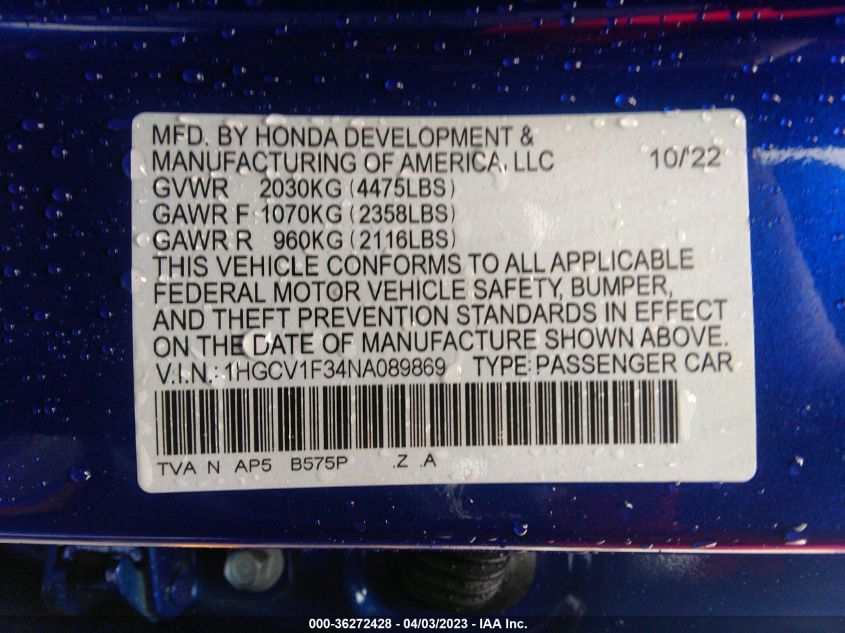 MFD. BY HONDA DEVELOPMENT &
MANUFACTURING OF AMERICA, LLC 10/'22
GVWR 2030KG (4475LBS)
GAWR F 1070KG (2358LBS)
GAWR R 960KG (2116LBS)
THIS VEHICLE CONFORMS TO ALL APPLICABLE
FEDERAL MOTOR VEHICLE SAFETY, BUMPER,
AND THEFT PREVENTION STANDARDS IN EFFECT
ON THE DATE OF MANUFACTURE SHOWN ABOVE.
V.I.N.: 1HGCV1F34NA089869 TYPE: PASSENGER CAR
TVA N AP5 B575P .Z .A
000-36272428 - 04/03/2023 - IAA Inc.